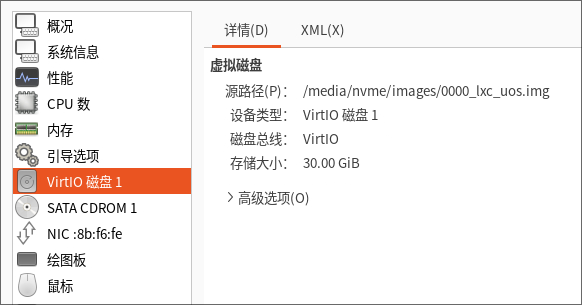 概况
系统信息
性能
CPU 数
内存
引导选项
VirtIO 磁盘 1
SATA CDROM 1
NIC :8b:f6:fe
绘图板
鼠标
详情(D) XML(X)
虚拟磁盘
源路径(P): /media/nvme/images/0000_lxc_uos.img
设备类型: VirtIO 磁盘 1
磁盘总线: VirtIO
存储大小: 30.00 GiB
高级选项(O)